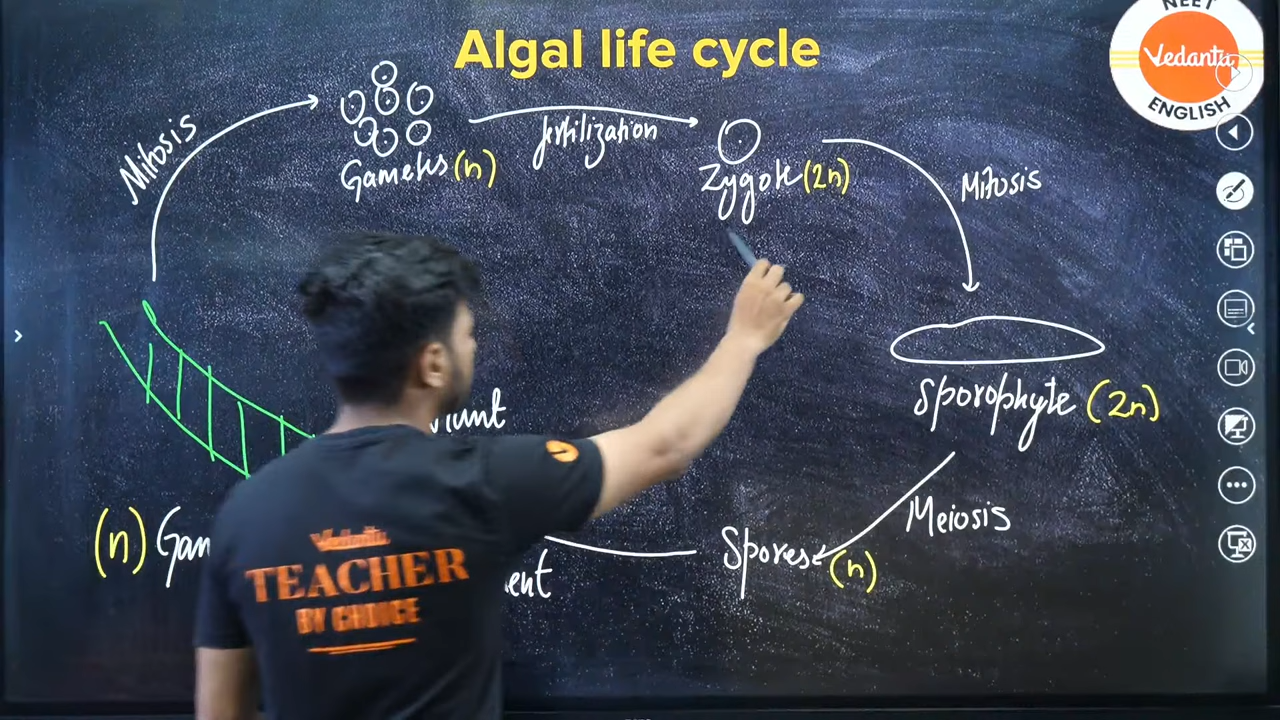 Algal life cycle
NEET
Vedantu
ENGLISH
Mitosis
Gametes (n)
fertilization
Zygote (2n)
Mitosis
Sporophyte (2n)
Meiosis
Spores (n)
(n)
Vedantu
TEACHER
BY CHOICE